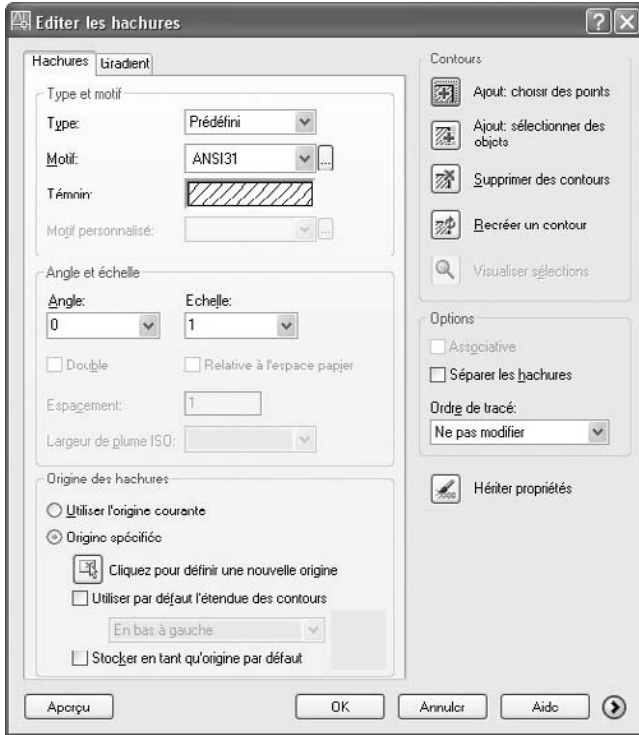 Editer les hachures
Hachures
Gradient
Type et motif
Type:
Prédéfini
Motif:
ANSI31
...
Témoin:
Motif personnalisé:
...
Angle et échelle
Angle:
Echelle:
0
1
Double
Relative à l'espace papier
Espacement:
1
Largeur de plume ISO:
Origine des hachures
Utiliser l'origine courante
Origine spécifiée
Cliquez pour définir une nouvelle origine
Utiliser par défaut l'étendue des contours
En bas à gauche
Stocker en tant qu'origine par défaut
Contours
Ajout: choisir des points
Ajout: sélectionner des
objets
Supprimer des contours
Recréer un contour
Visualiser sélections
Options
Associative
Séparer les hachures
Ordre de tracé:
Ne pas modifier
Hériter propriétés
Aperçu
OK
Annuler
Aide